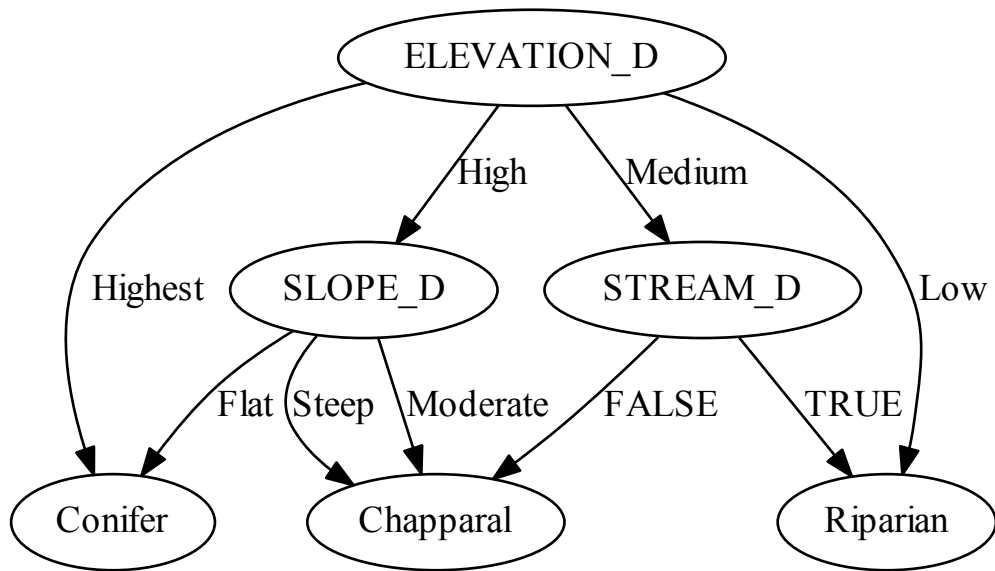 ELEVATION_D
High
Medium
Highest
SLOPE_D
STREAM_D
Low
Flat
Steep
Moderate
FALSE
TRUE
Conifer
Chapparal
Riparian